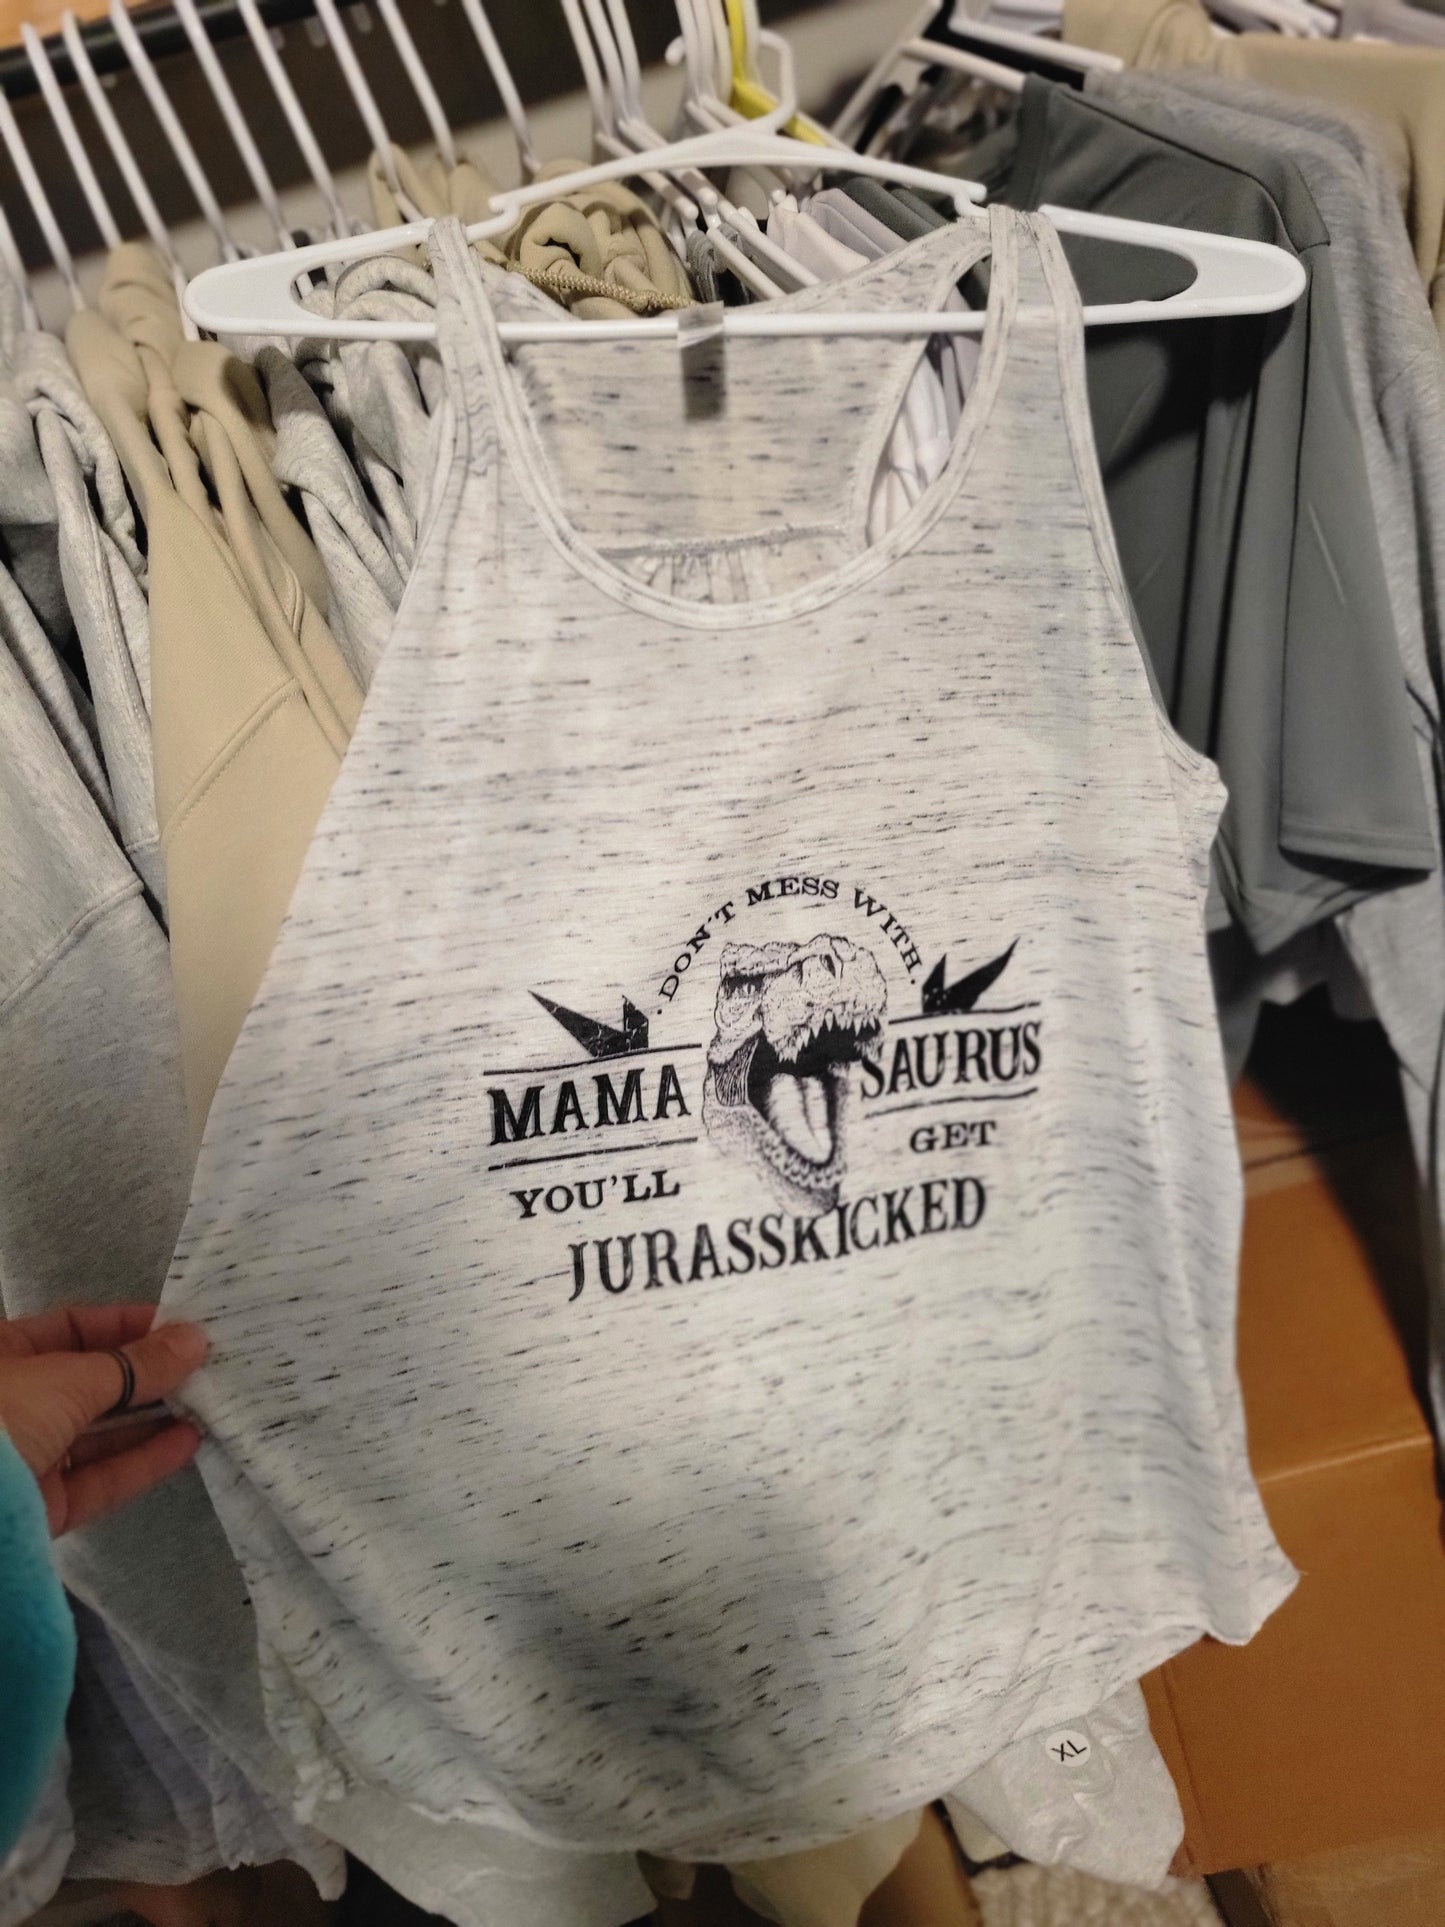 · DON'T MESS WITH ·
MAMA SAURUS
YOU'LL GET
JURASSKICKED
XL